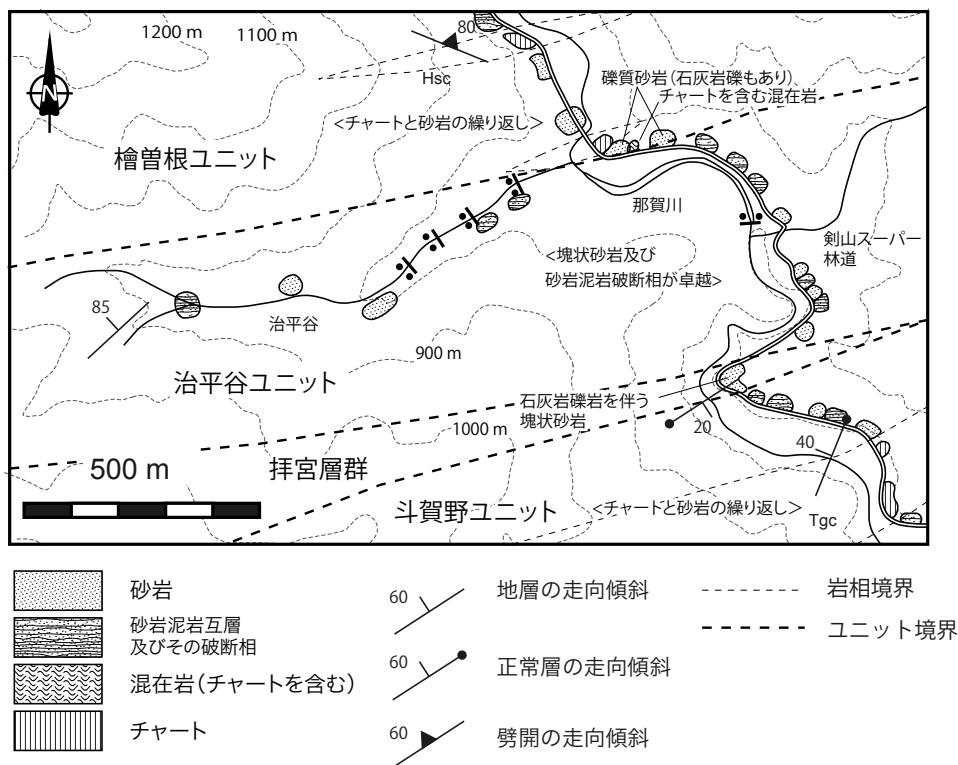 1200 m
1100 m
80
N
Hsc
礫質砂岩(石灰岩礫もあり)
チャートを含む混在岩
<チャートと砂岩の繰り返し>
檜曽根ユニット
那賀川
剣山スーパー
林道
<塊状砂岩及び
砂岩泥岩破断相が卓越>
85
治平谷
900 m
治平谷ユニット
石灰岩礫岩を伴う
塊状砂岩
20
1000 m
40
500 m
拝宮層群
斗賀野ユニット
<チャートと砂岩の繰り返し>
Tgc
砂岩
砂岩泥岩互層
及びその破断相
混在岩(チャートを含む)
チャート
60
地層の走向傾斜
60
正常層の走向傾斜
60
劈開の走向傾斜
岩相境界
ユニット境界